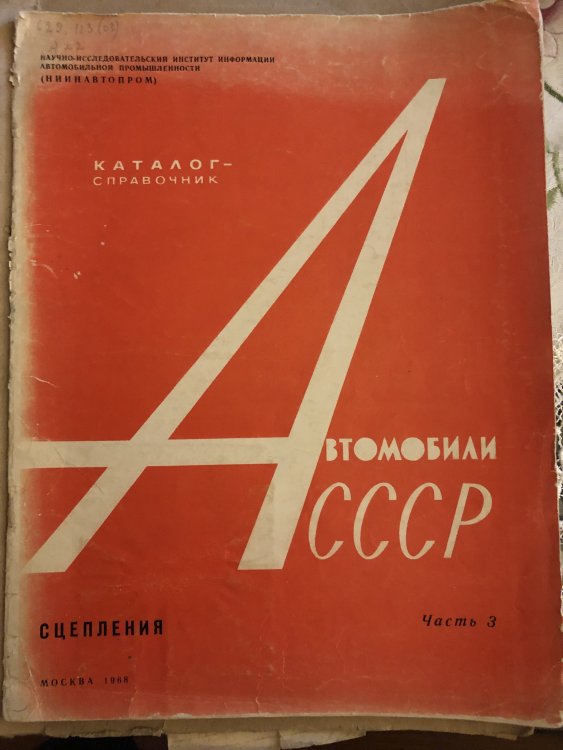 НАУЧНО-ИССЛЕДОВАТЕЛЬСКИЙ ИНСТИТУТ ИНФОРМАЦИИ
АВТОМОБИЛЬНОЙ ПРОМЫШЛЕННОСТИ
(НИИНАВТОПРОМ)
КАТАЛОГ-
СПРАВОЧНИК
АВТОМОБИЛИ
СССР
СЦЕПЛЕНИЯ
Часть 3
МОСКВА 1968